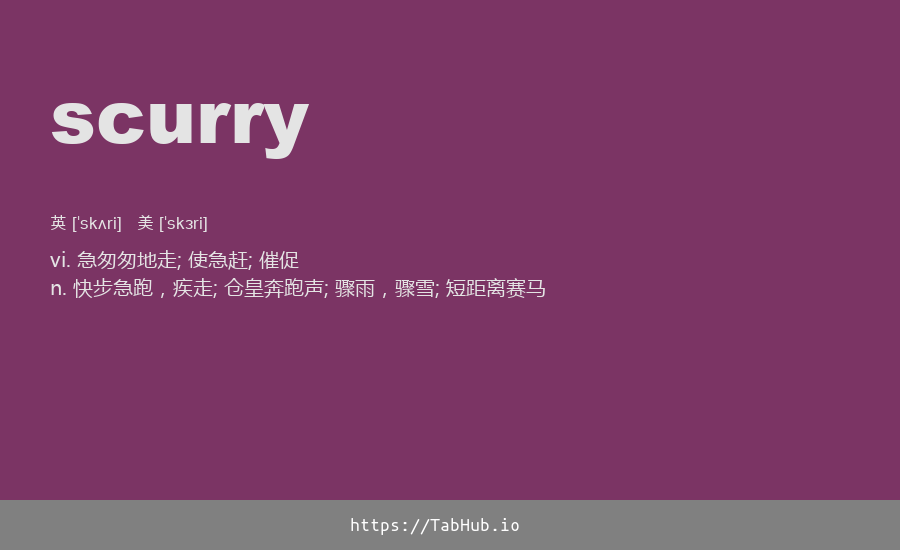 scurry
英 [ˈskʌri]  美 [ˈskɜri]
vi. 急匆匆地走; 使急赶; 催促
n. 快步急跑，疾走; 仓皇奔跑声; 骤雨，骤雪; 短距离赛马
https://TabHub.io